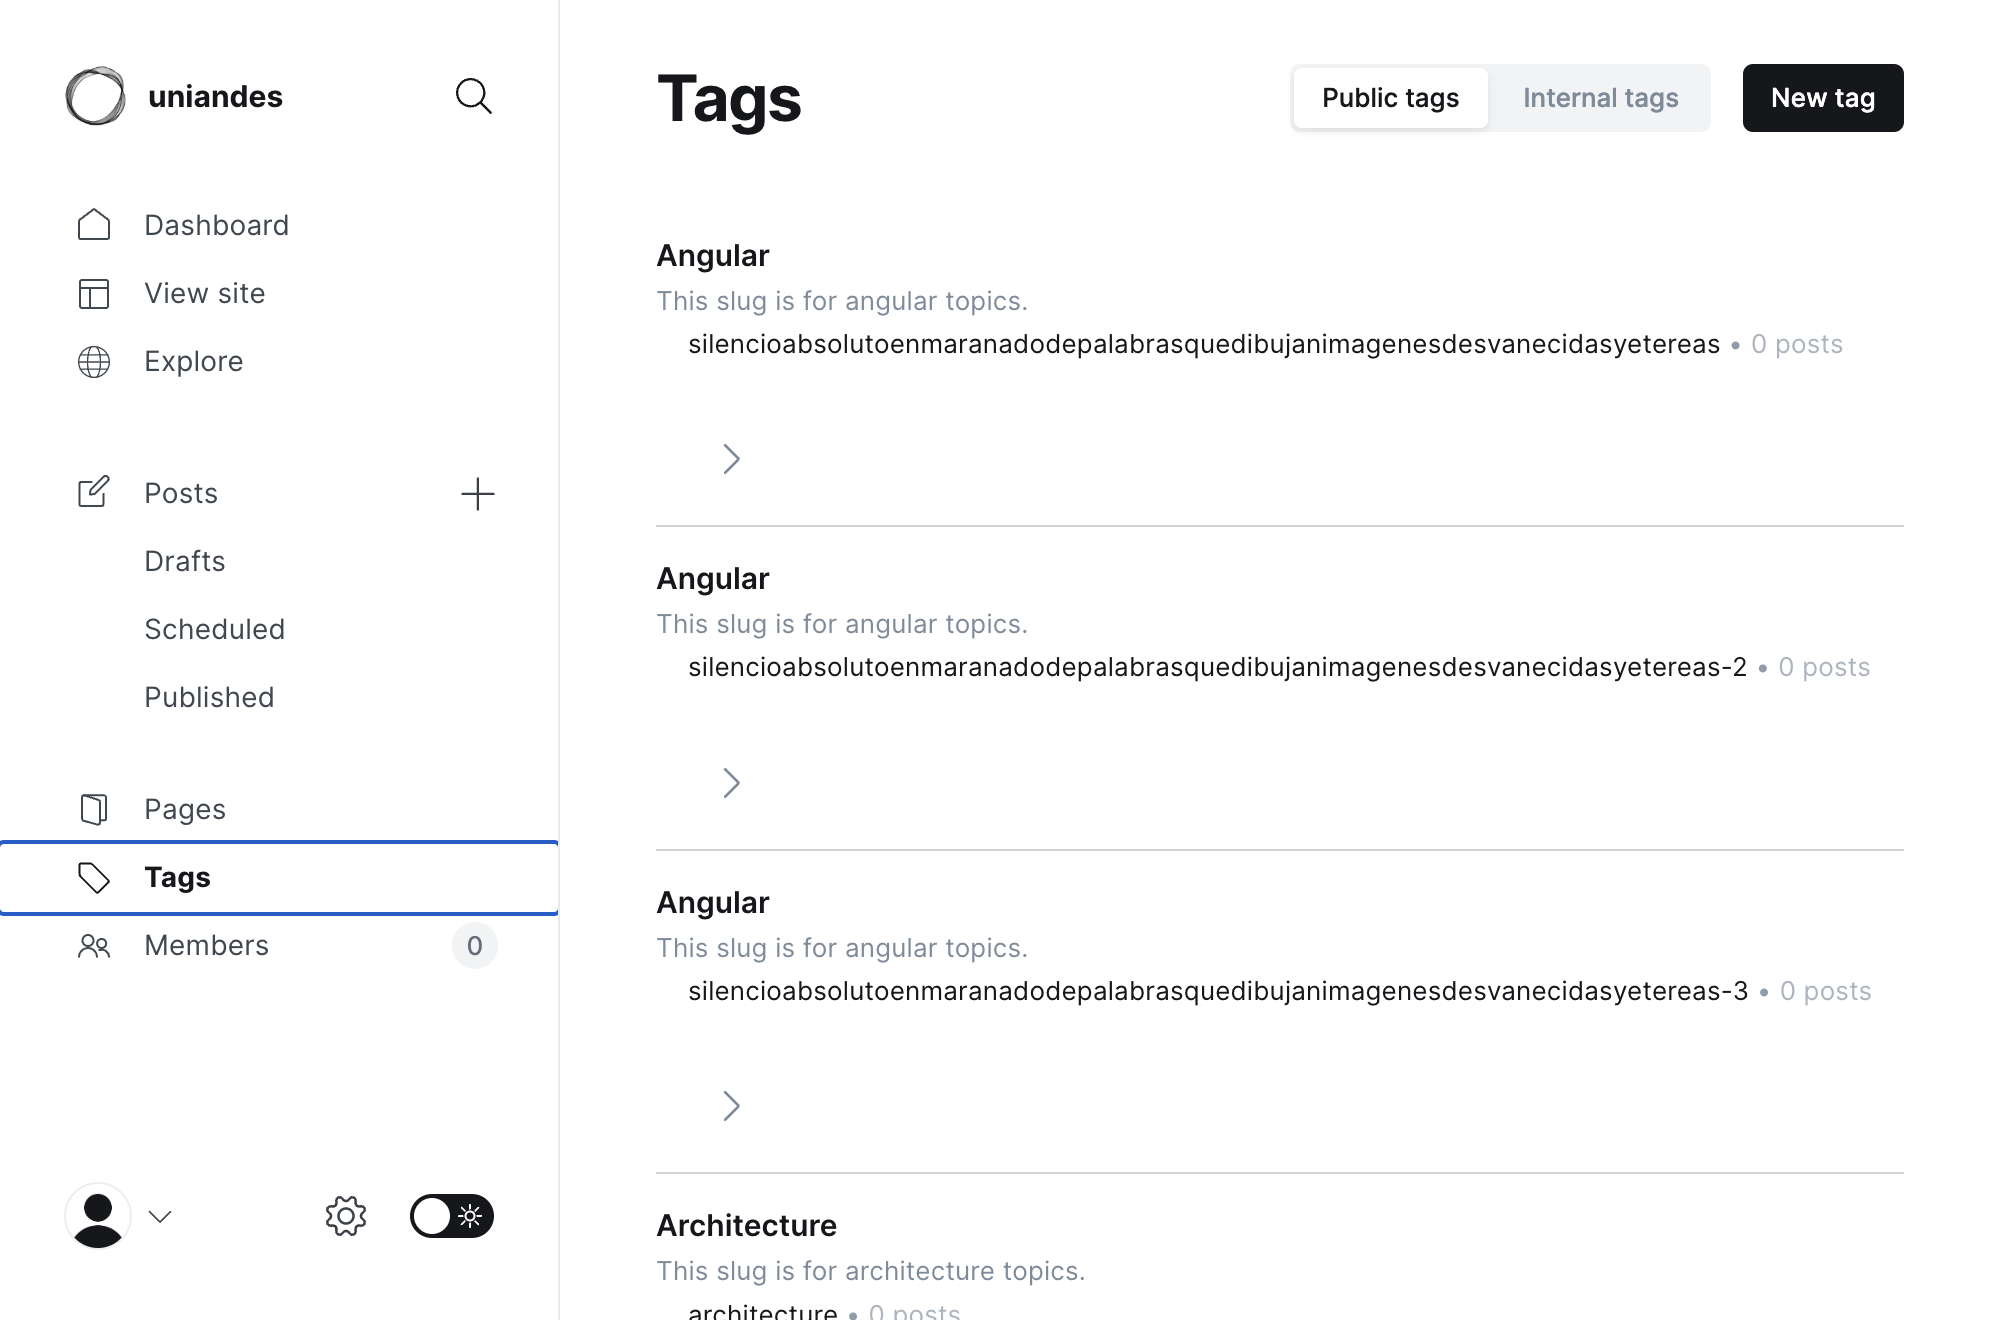 uniandes
Dashboard
View site
Explore
Posts
Drafts
Scheduled
Published
Pages
Tags
Members 0
Tags
Public tags Internal tags New tag
Angular
This slug is for angular topics.
silencioabsolutoenmaranadodepalabrasquedibujanimagenesdesvanecidasyetereas • 0 posts
Angular
This slug is for angular topics.
silencioabsolutoenmaranadodepalabrasquedibujanimagenesdesvanecidasyetereas-2 • 0 posts
Angular
This slug is for angular topics.
silencioabsolutoenmaranadodepalabrasquedibujanimagenesdesvanecidasyetereas-3 • 0 posts
Architecture
This slug is for architecture topics.
architecture • 0 posts